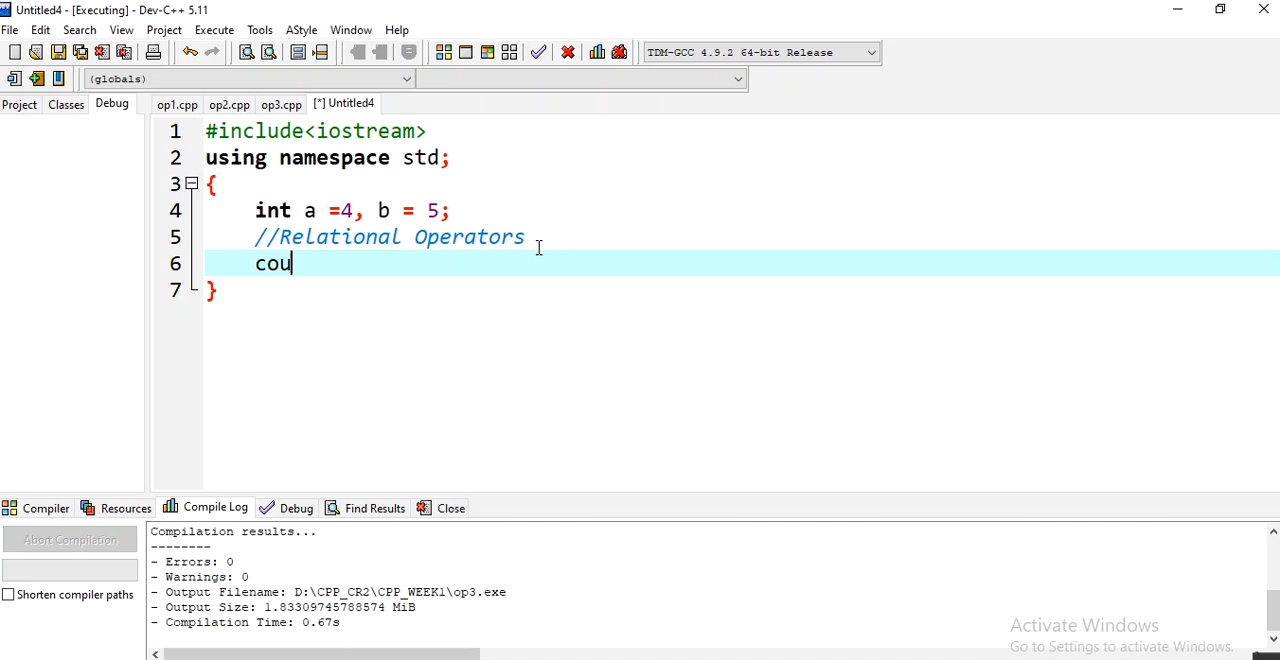 Untitled4 - [Executing] - Dev-C++ 5.11
File Edit Search View Project Execute Tools AStyle Window Help
TDM-GCC 4.9.2 64-bit Release
(globals)
Project Classes Debug op1.cpp op2.cpp op3.cpp [*] Untitled4
1 #include<iostream>
2 using namespace std;
3 {
4 int a =4, b = 5;
5 //Relational Operators
6 cou
7 }
Compiler Resources Compile Log Debug Find Results Close
Abort Compilation
Shorten compiler paths
Compilation results...
--------
- Errors: 0
- Warnings: 0
- Output Filename: D:\CPP_CR2\CPP_WEEK1\op3.exe
- Output Size: 1.83309745788574 MiB
- Compilation Time: 0.67s
Activate Windows
Go to Settings to activate Windows.